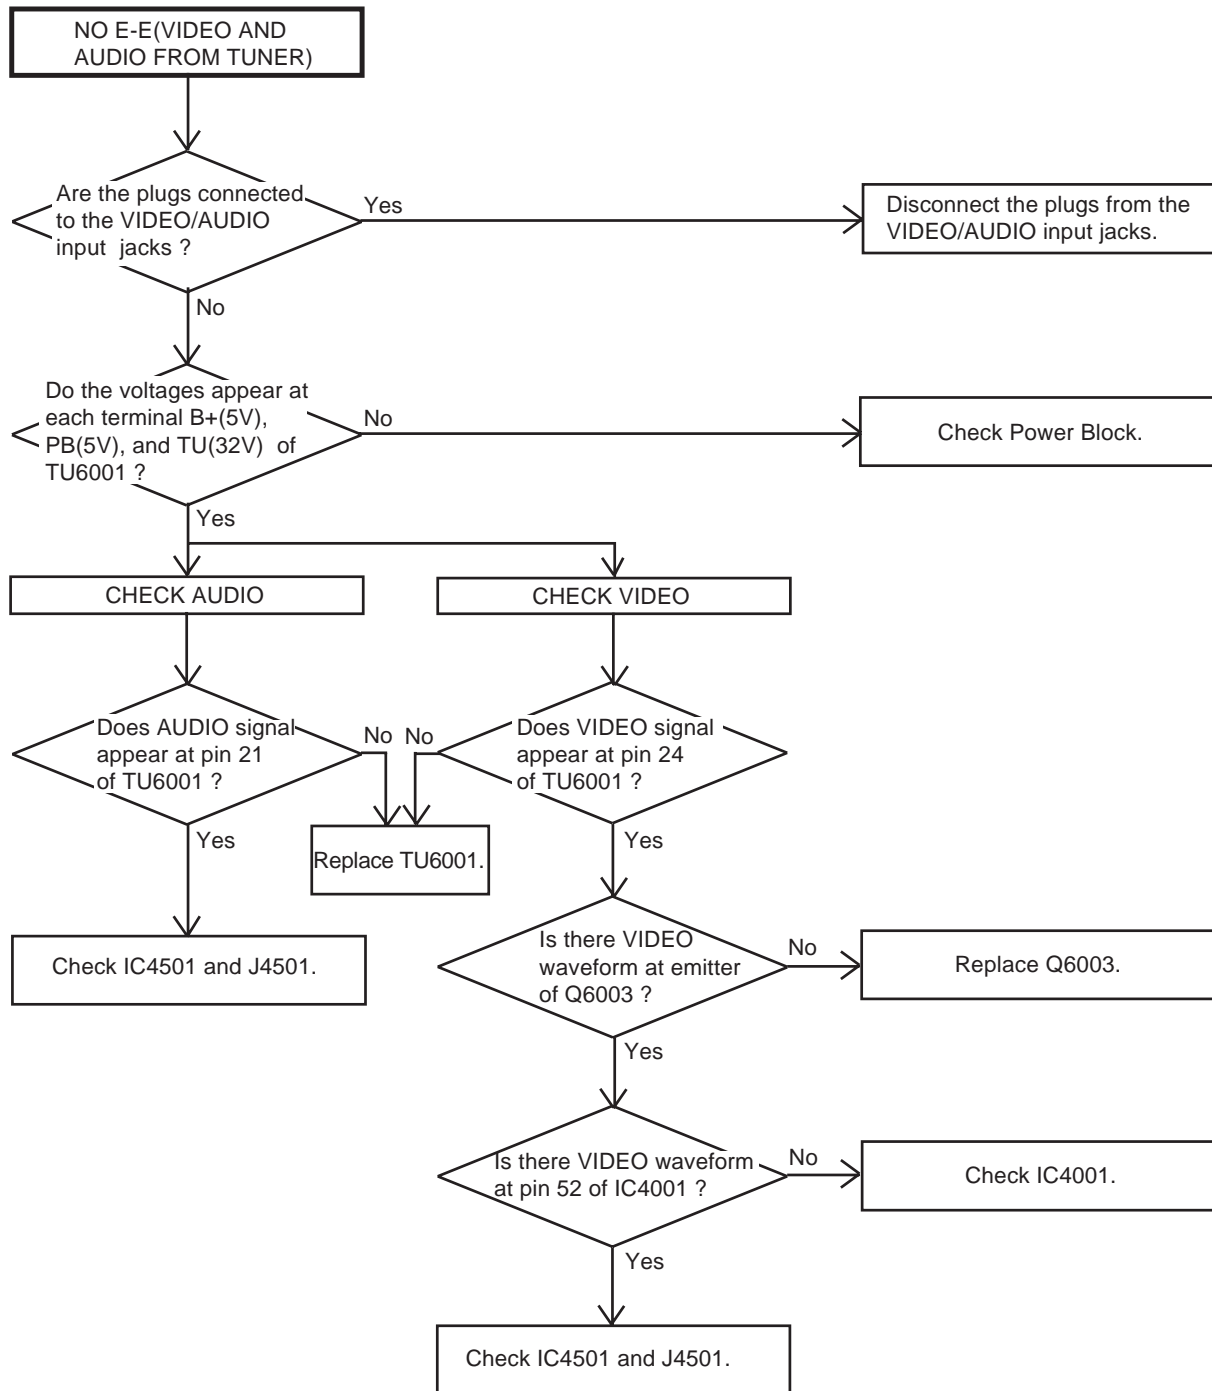 NO E-E(VIDEO AND
AUDIO FROM TUNER)
Are the plugs connected
to the VIDEO/AUDIO
input jacks ?
Yes
Disconnect the plugs from the
VIDEO/AUDIO input jacks.
No
Do the voltages appear at
each terminal B+(5V),
PB(5V), and TU(32V) of
TU6001 ?
No
Check Power Block.
Yes
CHECK AUDIO
CHECK VIDEO
Does AUDIO signal
appear at pin 21
of TU6001 ?
No
No
Does VIDEO signal
appear at pin 24
of TU6001 ?
Yes
Replace TU6001.
Yes
Check IC4501 and J4501.
Is there VIDEO
waveform at emitter
of Q6003 ?
No
Replace Q6003.
Yes
Is there VIDEO waveform
at pin 52 of IC4001 ?
No
Check IC4001.
Yes
Check IC4501 and J4501.